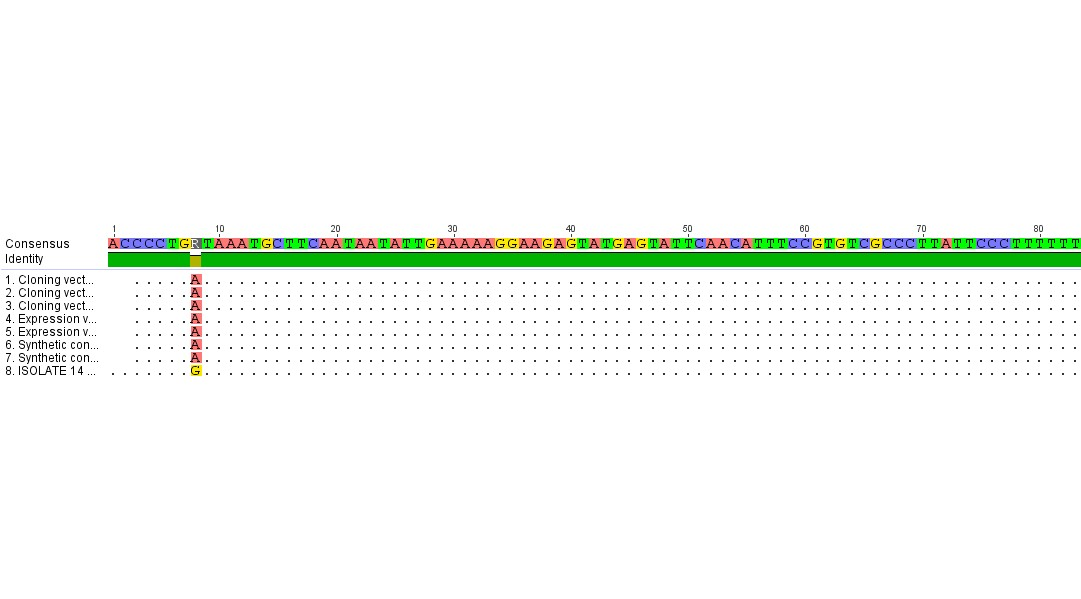 1 10 20 30 40 50 60 70 80
Consensus ACCCCTGRTAAATGCTTCAATAATATTGAAAAAGGAAGAGTATGAGTATTCAACATTTCCGTGTCGCCCTTATTCCCTTTTTT
Identity
1. Cloning vect... A
2. Cloning vect... A
3. Cloning vect... A
4. Expression v... A
5. Expression v... A
6. Synthetic con... A
7. Synthetic con... A
8. ISOLATE 14 ... G